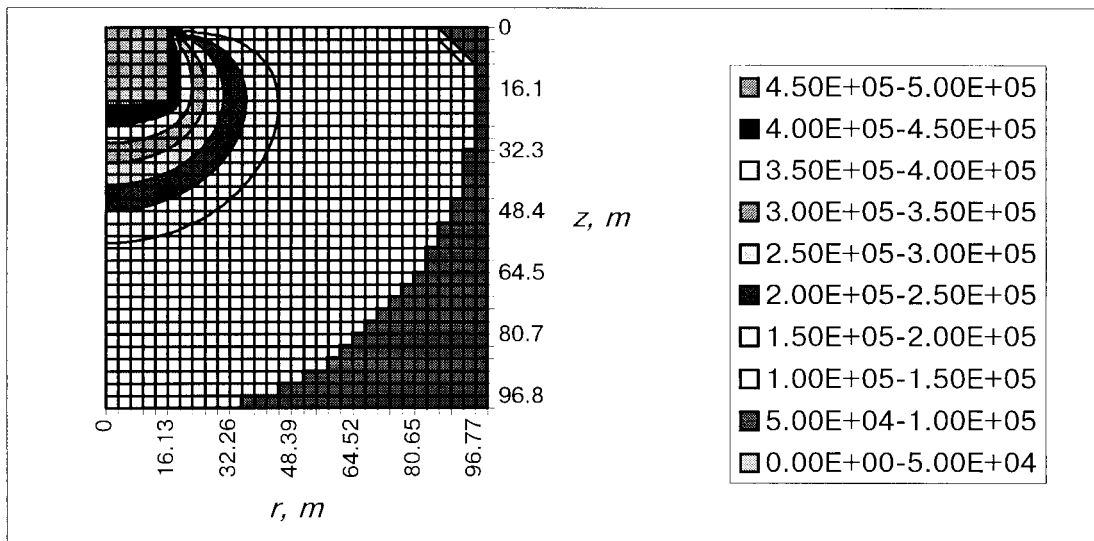 0
16.1
32.3
48.4
64.5
80.7
96.8
z, m
0
16.13
32.26
48.39
64.52
80.65
96.77
r, m
4.50E+05-5.00E+05
4.00E+05-4.50E+05
3.50E+05-4.00E+05
3.00E+05-3.50E+05
2.50E+05-3.00E+05
2.00E+05-2.50E+05
1.50E+05-2.00E+05
1.00E+05-1.50E+05
5.00E+04-1.00E+05
0.00E+00-5.00E+04